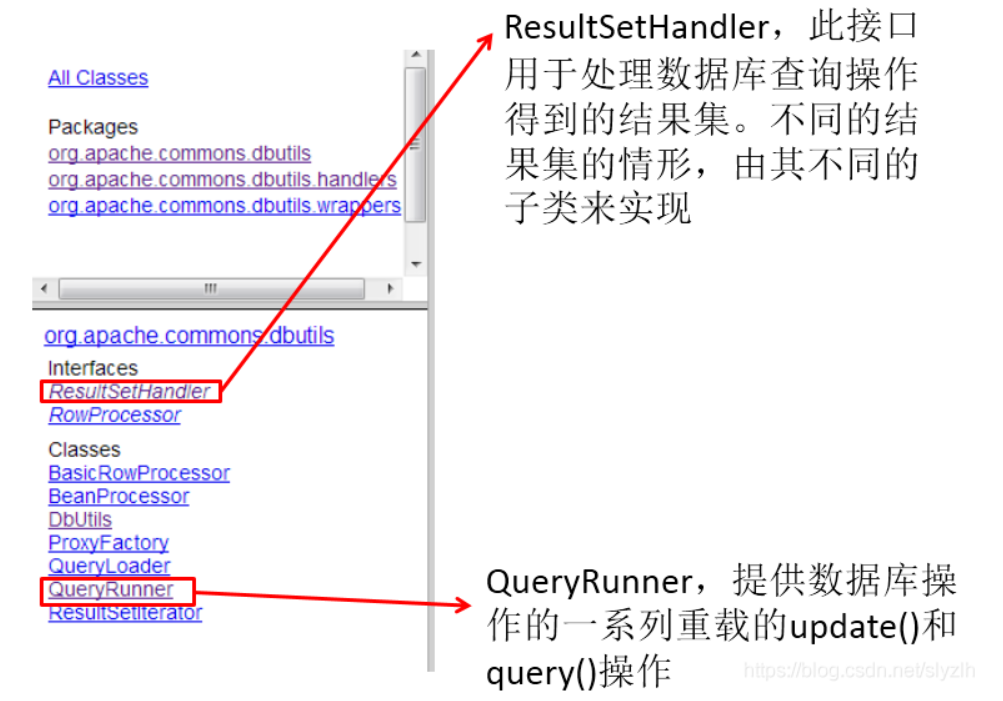 All Classes
Packages
org.apache.commons.dbutils
org.apache.commons.dbutils.handlers
org.apache.commons.dbutils.wrappers
org.apache.commons.dbutils
Interfaces
ResultSetHandler
RowProcessor
Classes
BasicRowProcessor
BeanProcessor
DbUtils
ProxyFactory
QueryLoader
QueryRunner
ResultSetIterator
ResultSetHandler，此接口
用于处理数据库查询操作
得到的结果集。不同的结
果集的情形，由其不同的
子类来实现
QueryRunner，提供数据库操
作的一系列重载的update()和
query()操作
https://blog.csdn.net/slyzlh